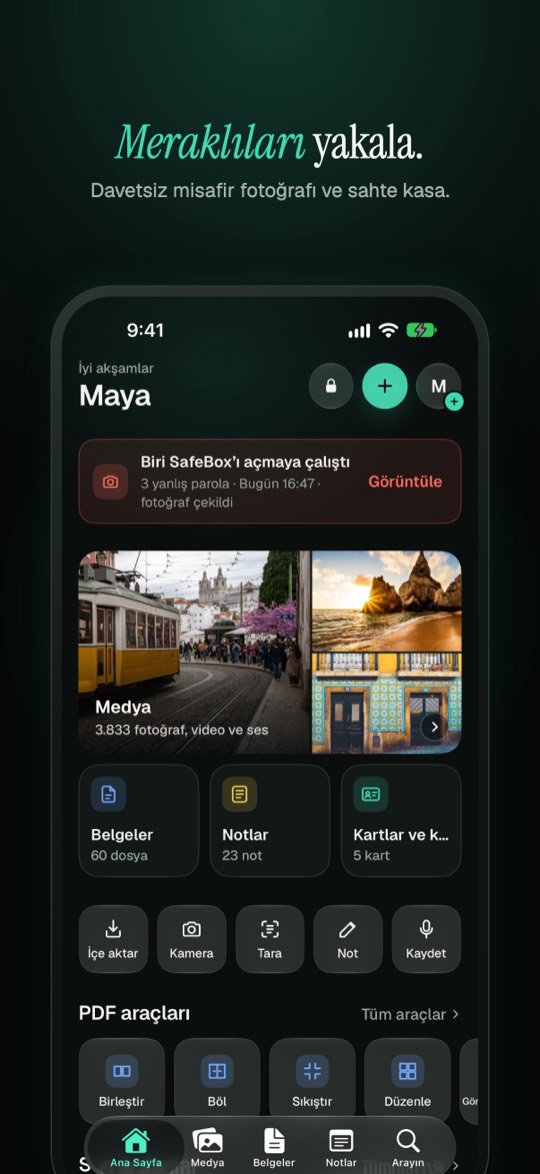 Meraklıları yakala.
Davetsiz misafir fotoğrafı ve sahte kasa.
9:41
İyi akşamlar
Maya
M
Biri SafeBox’ı açmaya çalıştı
3 yanlış parola · Bugün 16:47 ·
fotoğraf çekildi
Görüntüle
Medya
3.833 fotoğraf, video ve ses
Belgeler
60 dosya
Notlar
23 not
Kartlar ve k...
5 kart
İçe aktar
Kamera
Tara
Not
Kaydet
PDF araçları
Tüm araçlar
Birleştir
Böl
Sıkıştır
Düzenle
Ana Sayfa
Medya
Belgeler
Notlar
Arayın